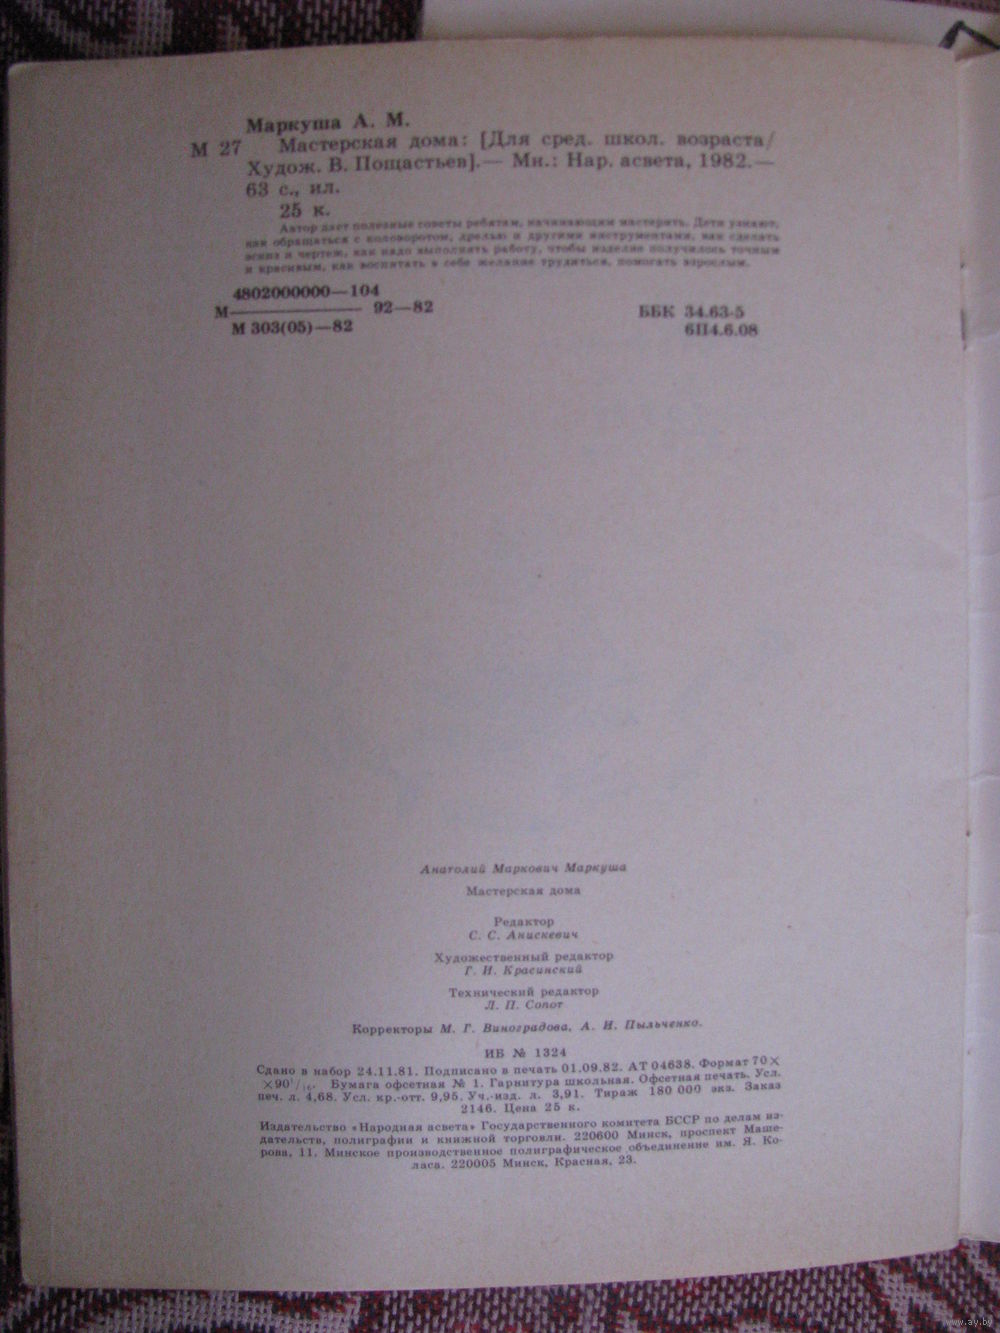 Маркуша А. М.
М 27 Мастерская дома: [Для сред. школ. возраста/
Худож. В. Пощастьев].— Мн.: Нар. асвета, 1982.—
63 с., ил.
25 к.
Автор дает полезные советы ребятам, начинающим мастерить. Дети узнают,
как обращаться с коловоротом, дрелью и другими инструментами, как сделать
эскиз и чертеж, как надо выполнять работу, чтобы изделие получилось точным
и красивым, как воспитать в себе желание трудиться, помогать взрослым.
4802000000—104
М————— 92—82
М 303(05)—82
ББК 34.63-5
6П4.6.08
Анатолий Маркович Маркуша
Мастерская дома
Редактор
С. С. Анискевич
Художественный редактор
Г. И. Красинский
Технический редактор
Л. П. Сопот
Корректоры М. Г. Виноградова, А. И. Пыльченко.
ИБ № 1324
Сдано в набор 24.11.81. Подписано в печать 01.09.82. АТ 04638. Формат 70×
×90¹/₁₆. Бумага офсетная № 1. Гарнитура школьная. Офсетная печать. Усл.
печ. л. 4,68. Усл. кр.-отт. 9,95. Уч.-изд. л. 3,91. Тираж 180 000 экз. Заказ
2146. Цена 25 к.
Издательство «Народная асвета» Государственного комитета БССР по делам из-
дательств, полиграфии и книжной торговли. 220600 Минск, проспект Маше-
рова, 11. Минское производственное полиграфическое объединение им. Я. Ко-
ласа. 220005 Минск, Красная, 23.
www.ay.by